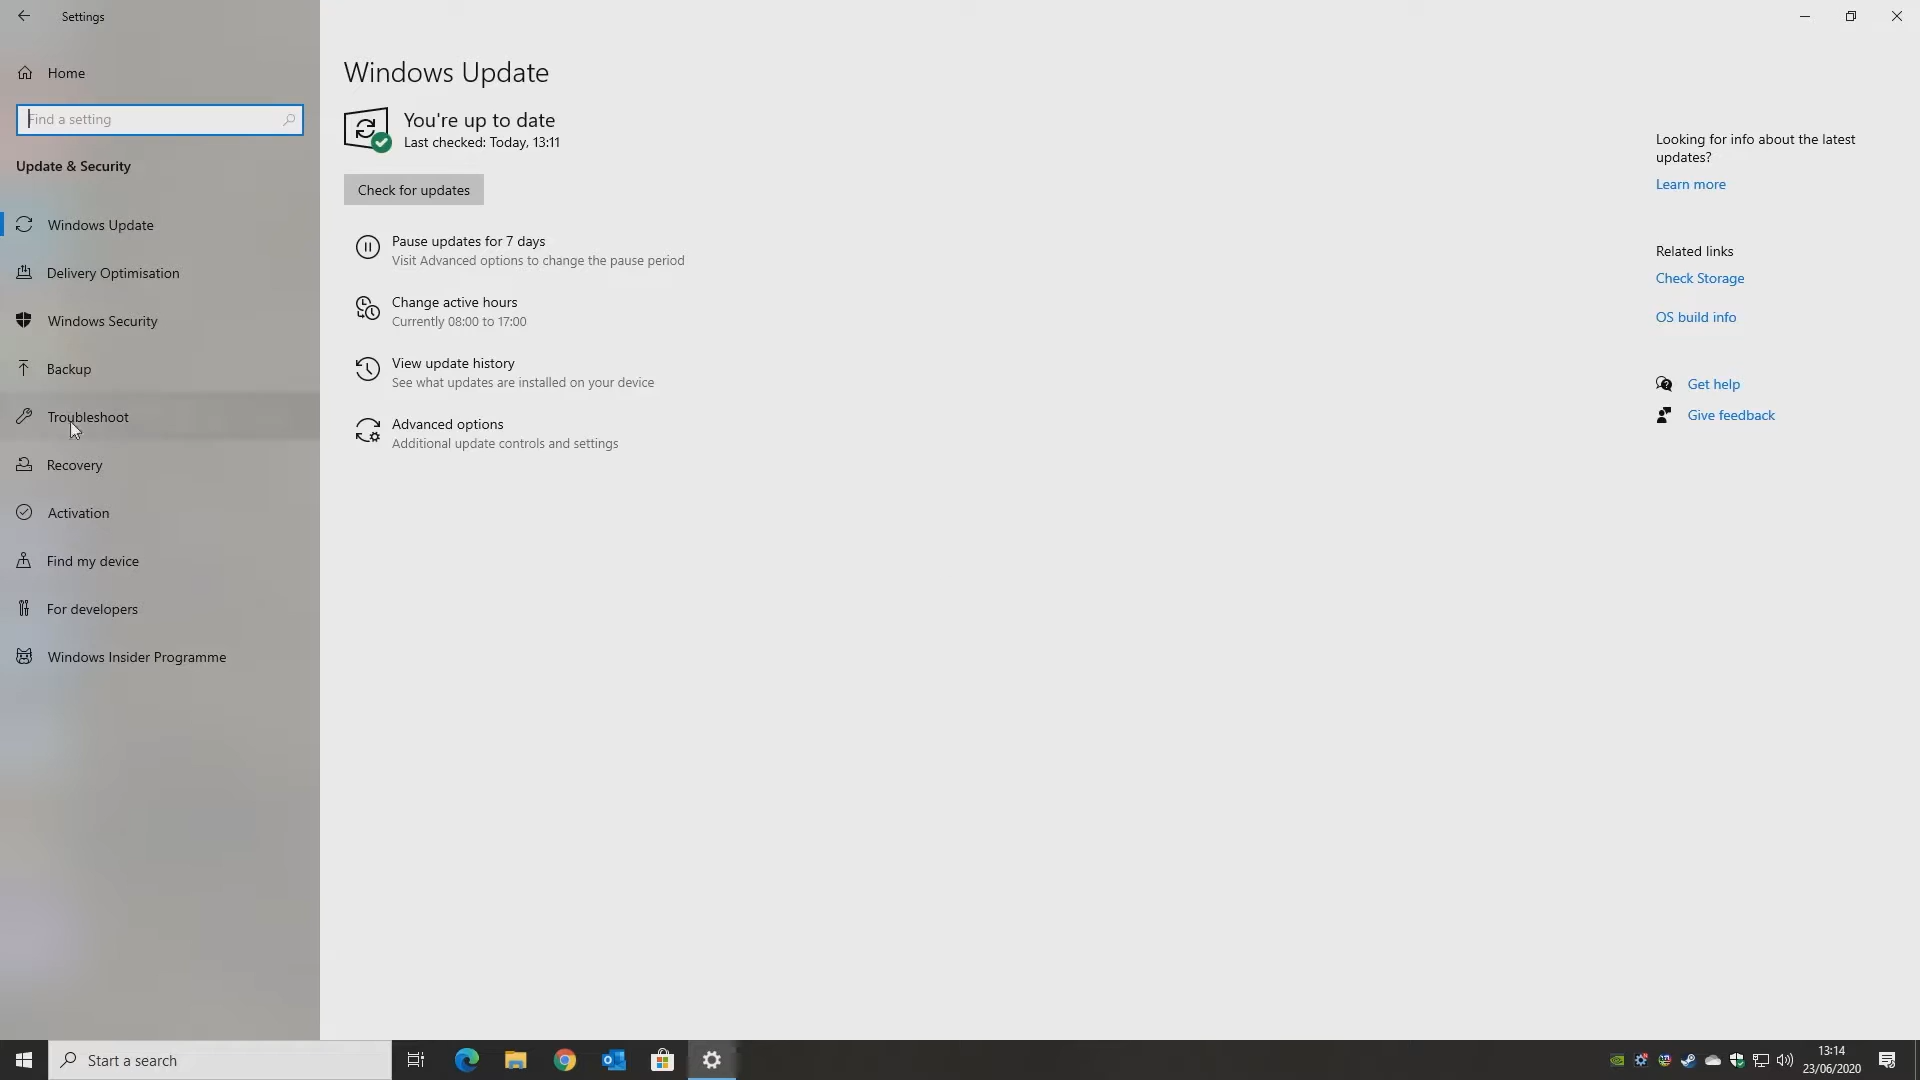 Settings
Home
Find a setting
Update & Security
Windows Update
Delivery Optimisation
Windows Security
Backup
Troubleshoot
Recovery
Activation
Find my device
For developers
Windows Insider Programme
Windows Update
You're up to date
Last checked: Today, 13:11
Check for updates
Pause updates for 7 days
Visit Advanced options to change the pause period
Change active hours
Currently 08:00 to 17:00
View update history
See what updates are installed on your device
Advanced options
Additional update controls and settings
Looking for info about the latest
updates?
Learn more
Related links
Check Storage
OS build info
Get help
Give feedback
Start a search
13:14
23/06/2020